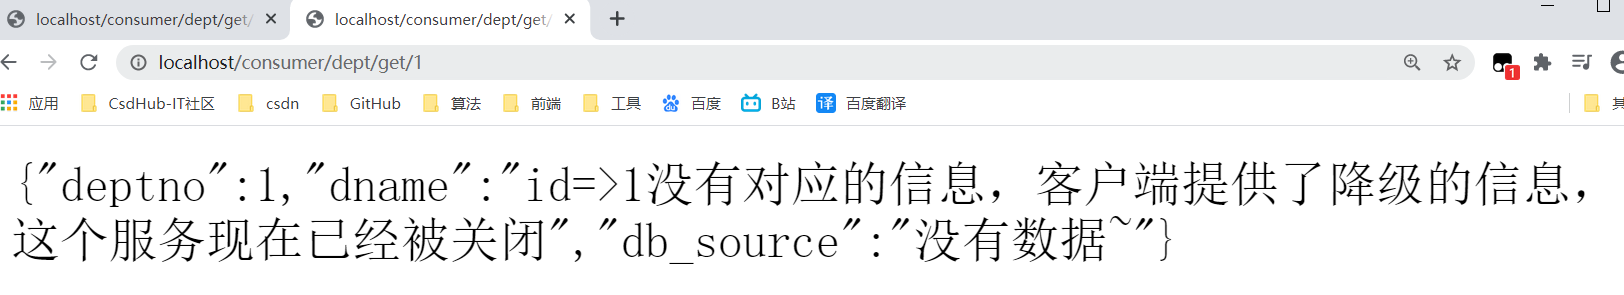 localhost/consumer/dept/get/ localhost/consumer/dept/get/
localhost/consumer/dept/get/1 1
应用 CsdHub-IT社区 csdn GitHub 算法 前端 工具 百度 B站 译 百度翻译
{"deptno":1,"dname":"id=>1没有对应的信息，客户端提供了降级的信息，
这个服务现在已经被关闭","db_source":"没有数据~"}